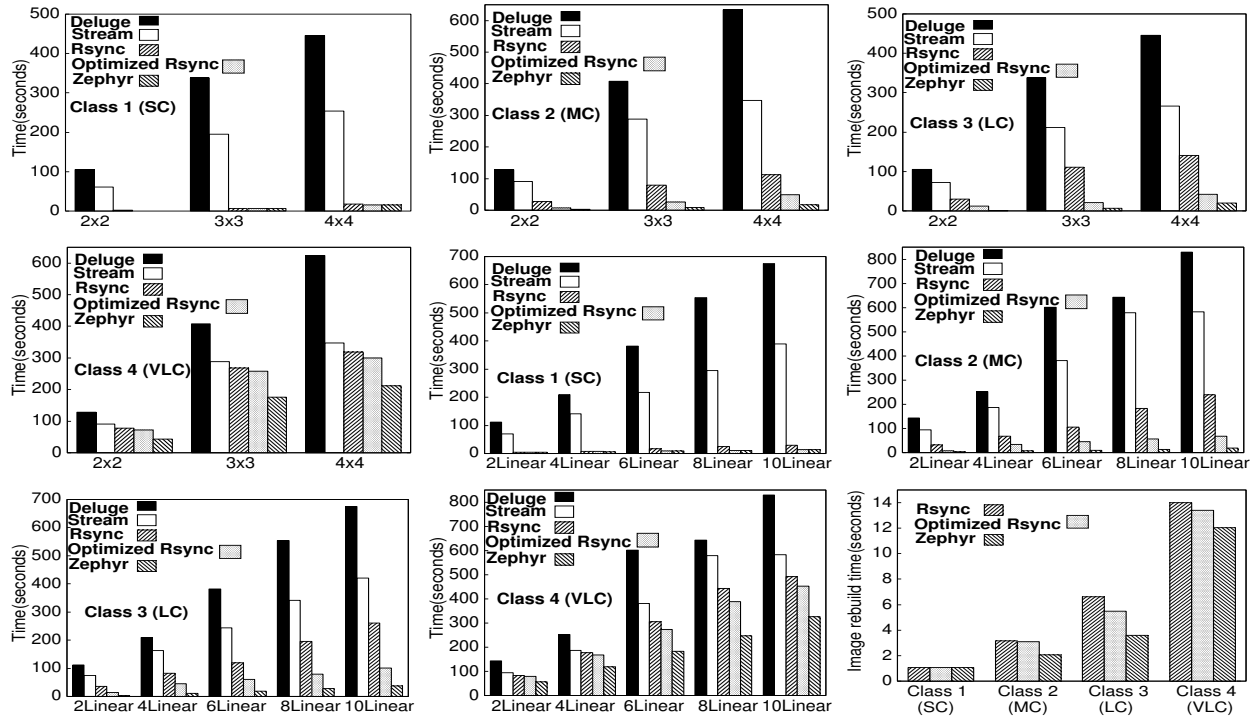 Time(seconds)
500
400
300
200
100
0
Deluge
Stream
Rsync
Optimized Rsync
Zephyr
Class 1 (SC)
2x2 3x3 4x4
Time(seconds)
600
500
400
300
200
100
0
Deluge
Stream
Rsync
Optimized Rsync
Zephyr
Class 2 (MC)
2x2 3x3 4x4
Time(seconds)
500
400
300
200
100
0
Deluge
Stream
Rsync
Optimized Rsync
Zephyr
Class 3 (LC)
2x2 3x3 4x4
Time(seconds)
600
500
400
300
200
100
0
Deluge
Stream
Rsync
Optimized Rsync
Zephyr
Class 4 (VLC)
2x2 3x3 4x4
Time(seconds)
700
600
500
400
300
200
100
0
Deluge
Stream
Rsync
Optimized Rsync
Zephyr
Class 1 (SC)
2Linear 4Linear 6Linear 8Linear 10Linear
Time(seconds)
800
700
600
500
400
300
200
100
0
Deluge
Stream
Rsync
Optimized Rsync
Zephyr
Class 2 (MC)
2Linear 4Linear 6Linear 8Linear 10Linear
Time(seconds)
700
600
500
400
300
200
100
0
Deluge
Stream
Rsync
Optimized Rsync
Zephyr
Class 3 (LC)
2Linear 4Linear 6Linear 8Linear 10Linear
Time(seconds)
800
700
600
500
400
300
200
100
0
Deluge
Stream
Rsync
Optimized Rsync
Zephyr
Class 4 (VLC)
2Linear 4Linear 6Linear 8Linear 10Linear
Image rebuild time(seconds)
14
12
10
8
6
4
2
0
Rsync
Optimized Rsync
Zephyr
Class 1 Class 2 Class 3 Class 4
(SC) (MC) (LC) (VLC)